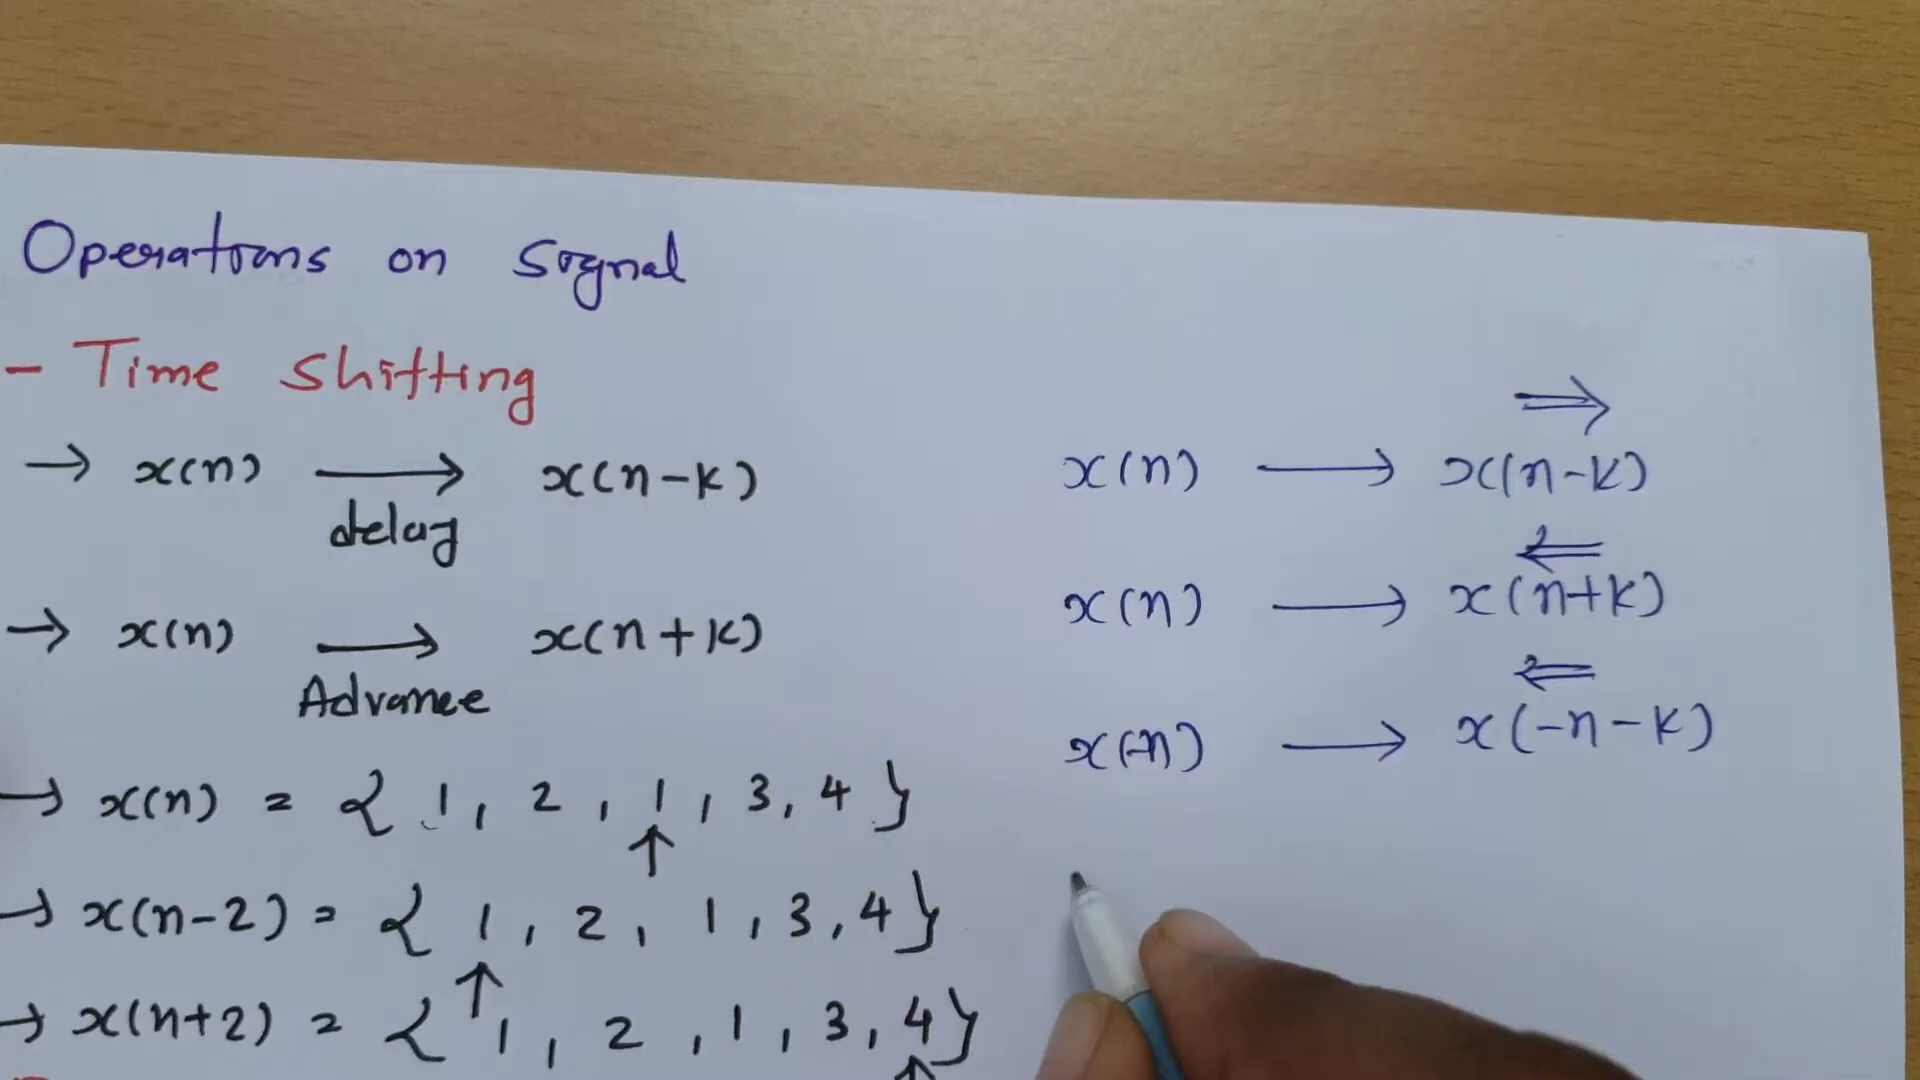 Operations on Signal
- Time Shifting
→ x(n) → x(n-k)
delay
→ x(n) → x(n+k)
Advance
→ x(n) = { 1, 2, 1, 3, 4 }
↑
→ x(n-2) = { 1, 2, 1, 3, 4 }
↑
→ x(n+2) = { 1, 2, 1, 3, 4 }
↑
⇒
x(n) → x(n-k)
⇐
x(n) → x(n+k)
⇐
x(-n) → x(-n-k)